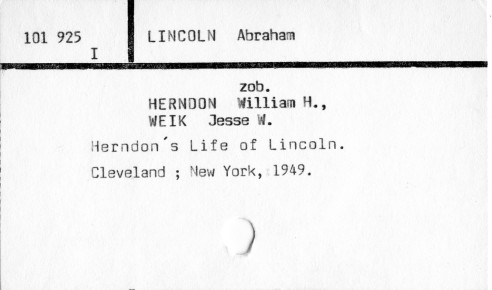 101 925
I
LINCOLN Abraham
zob.
HERNDON William H.,
WEIK Jesse W.
Herndon´s Life of Lincoln.
Cleveland ; New York, 1949.